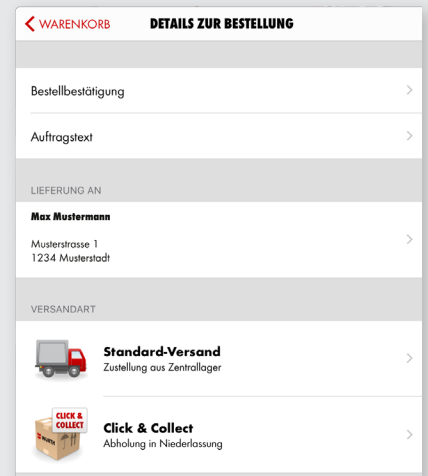 WARENKORB
DETAILS ZUR BESTELLUNG
Bestellbestätigung
Auftragstext
LIEFERUNG AN
Max Mustermann
Musterstrasse 1
1234 Musterstadt
VERSANDART
Standard-Versand
Zustellung aus Zentrallager
CLICK &
COLLECT
WÜRTH
Click & Collect
Abholung in Niederlassung